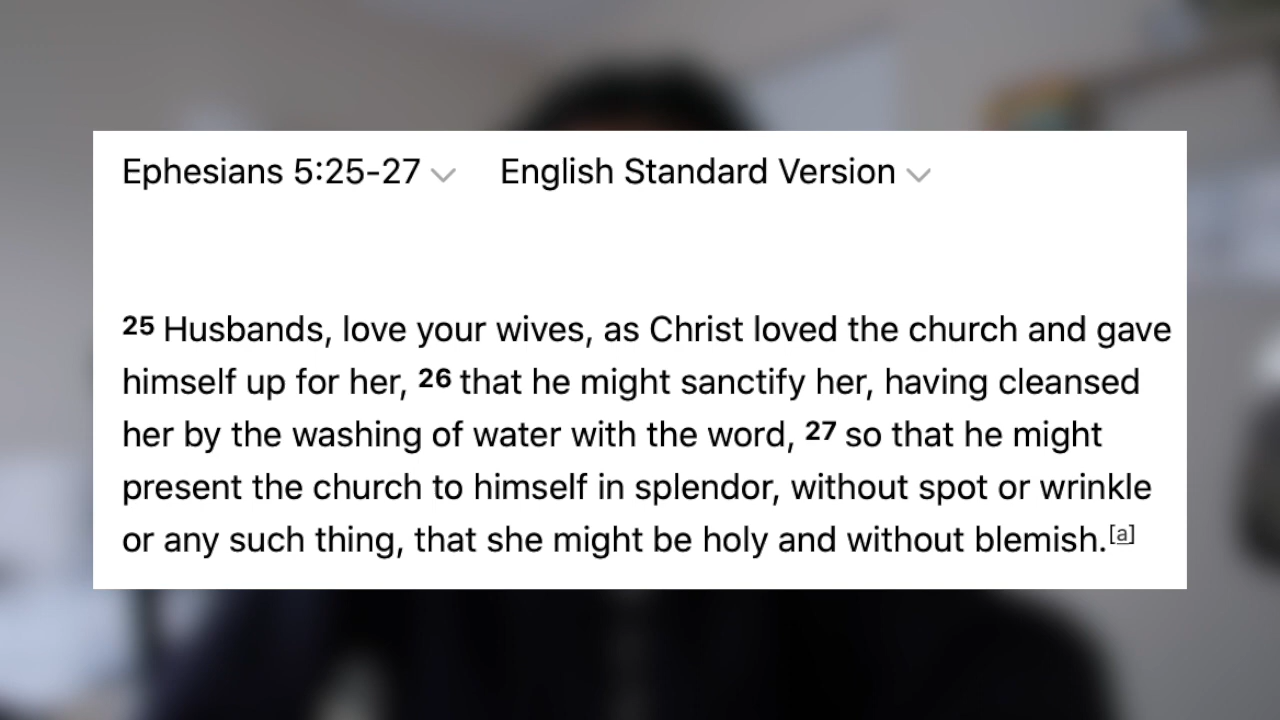 Ephesians 5:25-27 English Standard Version
25 Husbands, love your wives, as Christ loved the church and gave
himself up for her, 26 that he might sanctify her, having cleansed
her by the washing of water with the word, 27 so that he might
present the church to himself in splendor, without spot or wrinkle
or any such thing, that she might be holy and without blemish.[a]